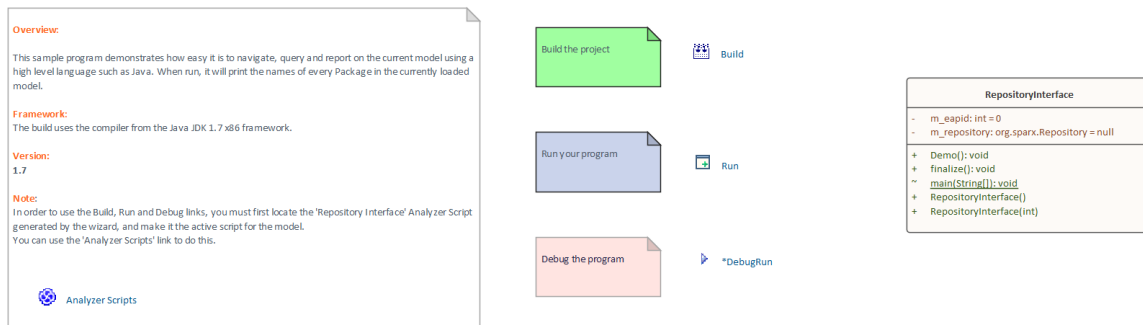 Overview:
This sample program demonstrates how easy it is to navigate, query and report on the current model using a
high level language such as Java. When run, it will print the names of every Package in the currently loaded
model.
Framework:
The build uses the compiler from the Java JDK 1.7 x86 framework.
Version:
1.7
Note:
In order to use the Build, Run and Debug links, you must first locate the 'Repository Interface' Analyzer Script
generated by the wizard, and make it the active script for the model.
You can use the 'Analyzer Scripts' link to do this.
Analyzer Scripts
Build the project
Build
Run your program
Run
Debug the program
*DebugRun
RepositoryInterface
- m_eapid: int = 0
- m_repository: org.sparx.Repository = null
+ Demo(): void
+ finalize(): void
~ main(String[]): void
+ RepositoryInterface()
+ RepositoryInterface(int)